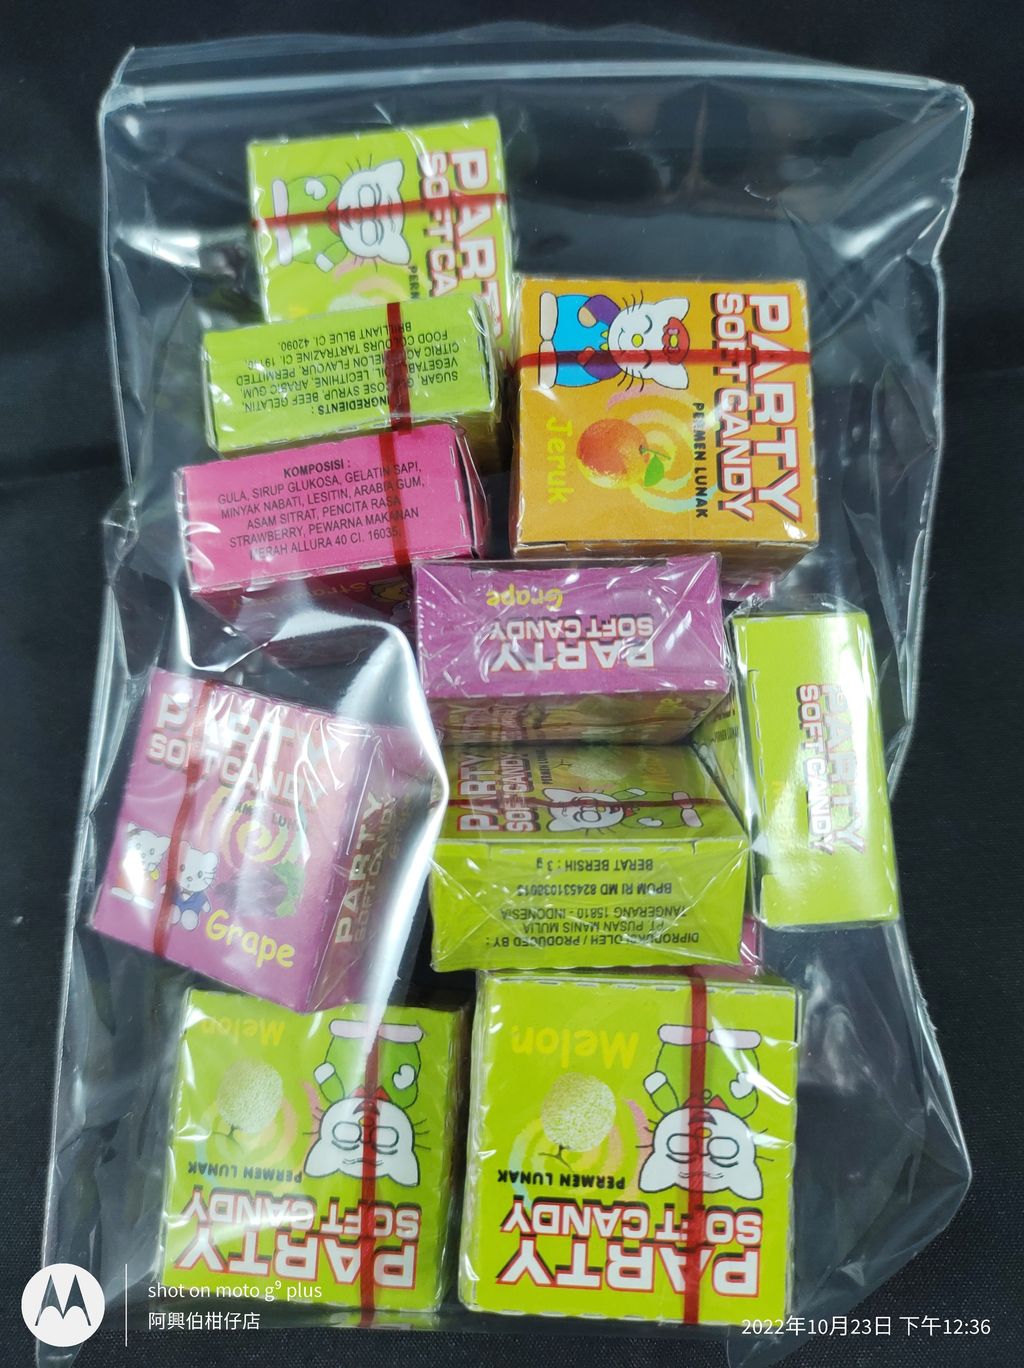 PARTY
SOFT CA
PERM
INGREDIENTS :
SUGAR, GLUCOSE SYRUP, BEEF GELATIN,
VEGETABLE OIL, LECITHINE, ARABIC GUM,
CITRIC ACID, MELON FLAVOUR, PERMITTED
FOOD COLOURS TARTRAZINE CI. 19140,
BRILLIANT BLUE CI. 42090.
PARTY
SOFT CANDY
PERMEN LUNAK
Jeruk
KOMPOSISI :
GULA, SIRUP GLUKOSA, GELATIN SAPI,
MINYAK NABATI, LESITIN, ARABIA GUM,
ASAM SITRAT, PENCITA RASA
STRAWBERRY, PEWARNA MAKANAN
MERAH ALLURA 40 CI. 16035.
PARTY
SOFT CANDY
Grape
PARTY
SOFT CANDY
PARTY
SOFT CANDY
Grape
PARTY
SOFT CANDY
PARTY
SOFT CANDY
DIPRODUKSI OLEH / PRODUCED BY :
PT. PUSAN MANIS MULIA
TANGERANG 15810 - INDONESIA
BPOM RI MD 824531038013
BERAT BERSIH : 3 g
PARTY
SOFT CANDY
PERMEN LUNAK
Melon
PARTY
SOFT CANDY
PERMEN LUNAK
Melon
shot on moto g⁹ plus
阿興伯柑仔店
2022年10月23日 下午12:36